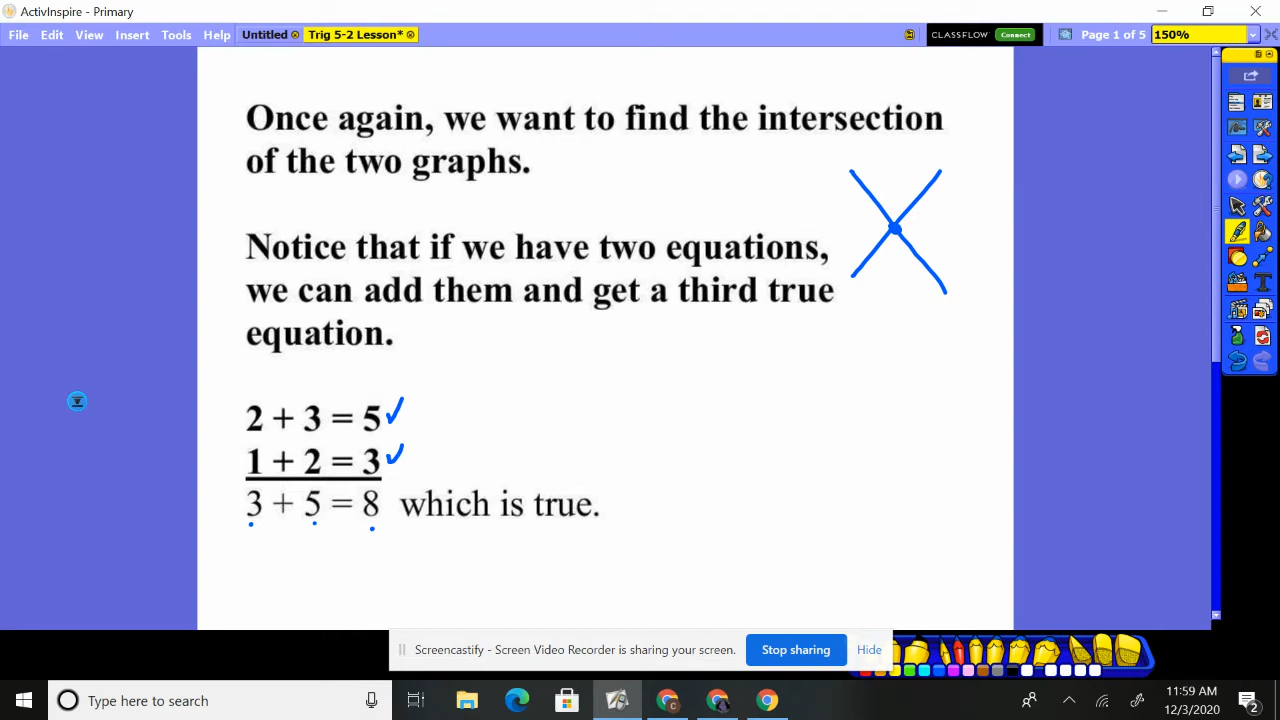 ActivInspire - Primary
File Edit View Insert Tools Help Untitled Trig 5-2 Lesson* CLASSFLOW Connect Page 1 of 5 150%
Once again, we want to find the intersection
of the two graphs.
Notice that if we have two equations,
we can add them and get a third true
equation.
2 + 3 = 5
1 + 2 = 3
3 + 5 = 8 which is true.
Screencastify - Screen Video Recorder is sharing your screen. Stop sharing Hide
Type here to search
11:59 AM
12/3/2020
2